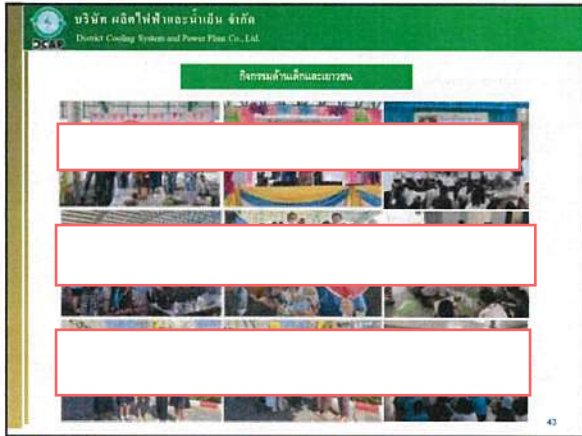 บริษัท ผลิตไฟฟ้าและน้ำเย็น จำกัด
District Cooling System and Power Plant Co., Ltd.
DCAP
กิจกรรมด้านเด็กและเยาวชน
43